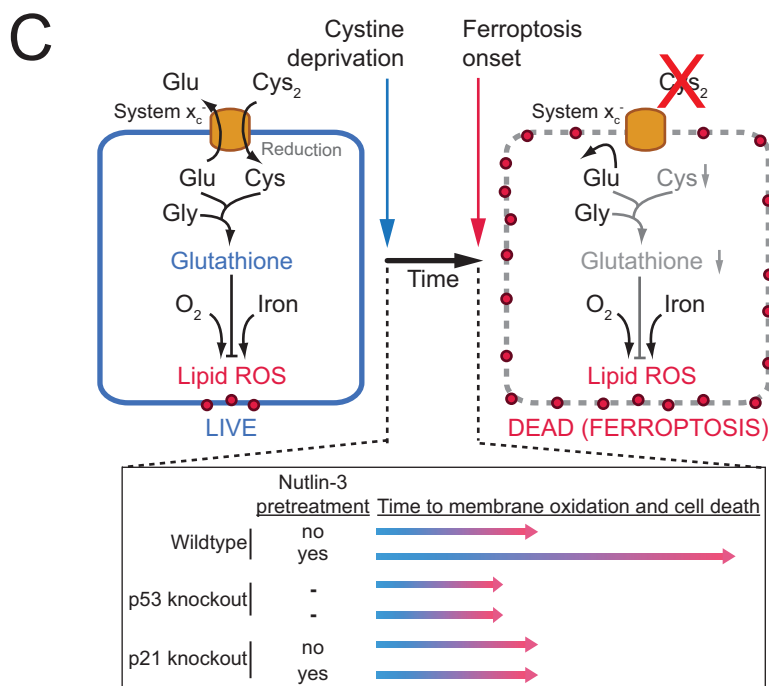 C
Cystine
deprivation
Ferroptosis
onset
Glu
Cys2
System xc-
Reduction
Glu
Cys
Gly
Glutathione
O2
Iron
Lipid ROS
LIVE
Time
Cys2
System xc-
Glu
Cys
Gly
Glutathione
O2
Iron
Lipid ROS
DEAD (FERROPTOSIS)
Nutlin-3
pretreatment
Time to membrane oxidation and cell death
Wildtype
no
yes
p53 knockout
-
-
p21 knockout
no
yes